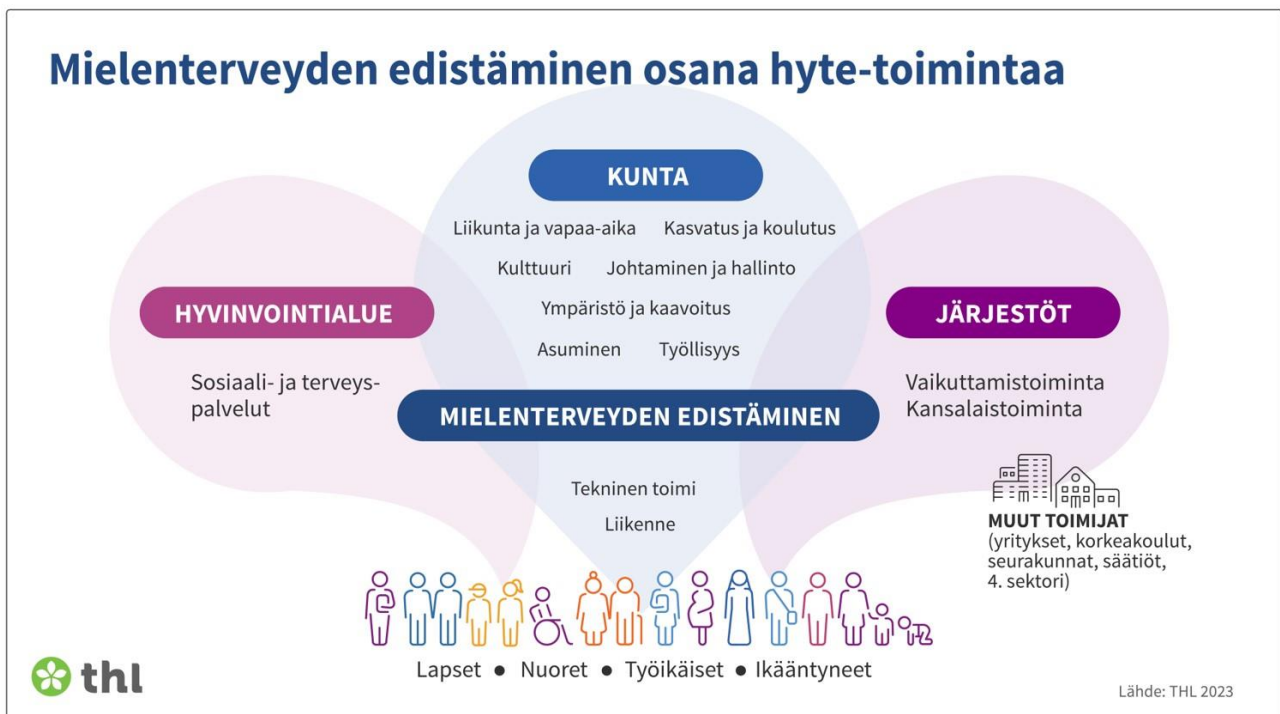 Mielenterveyden edistäminen osana hyte-toimintaa
KUNTA
Liikunta ja vapaa-aika Kasvatus ja koulutus
Kulttuuri Johtaminen ja hallinto
Ympäristö ja kaavoitus
Asuminen Työllisyys
HYVINVOINTIALUE
Sosiaali- ja terveys-
palvelut
JÄRJESTÖT
Vaikuttamistoiminta
Kansalaistoiminta
MIELENTERVEYDEN EDISTÄMINEN
Tekninen toimi
Liikenne
MUUT TOIMIJAT
(yritykset, korkeakoulut,
seurakunnat, säätiöt,
4. sektori)
Lapset ● Nuoret ● Työikäiset ● Ikääntyneet
thl
Lähde: THL 2023